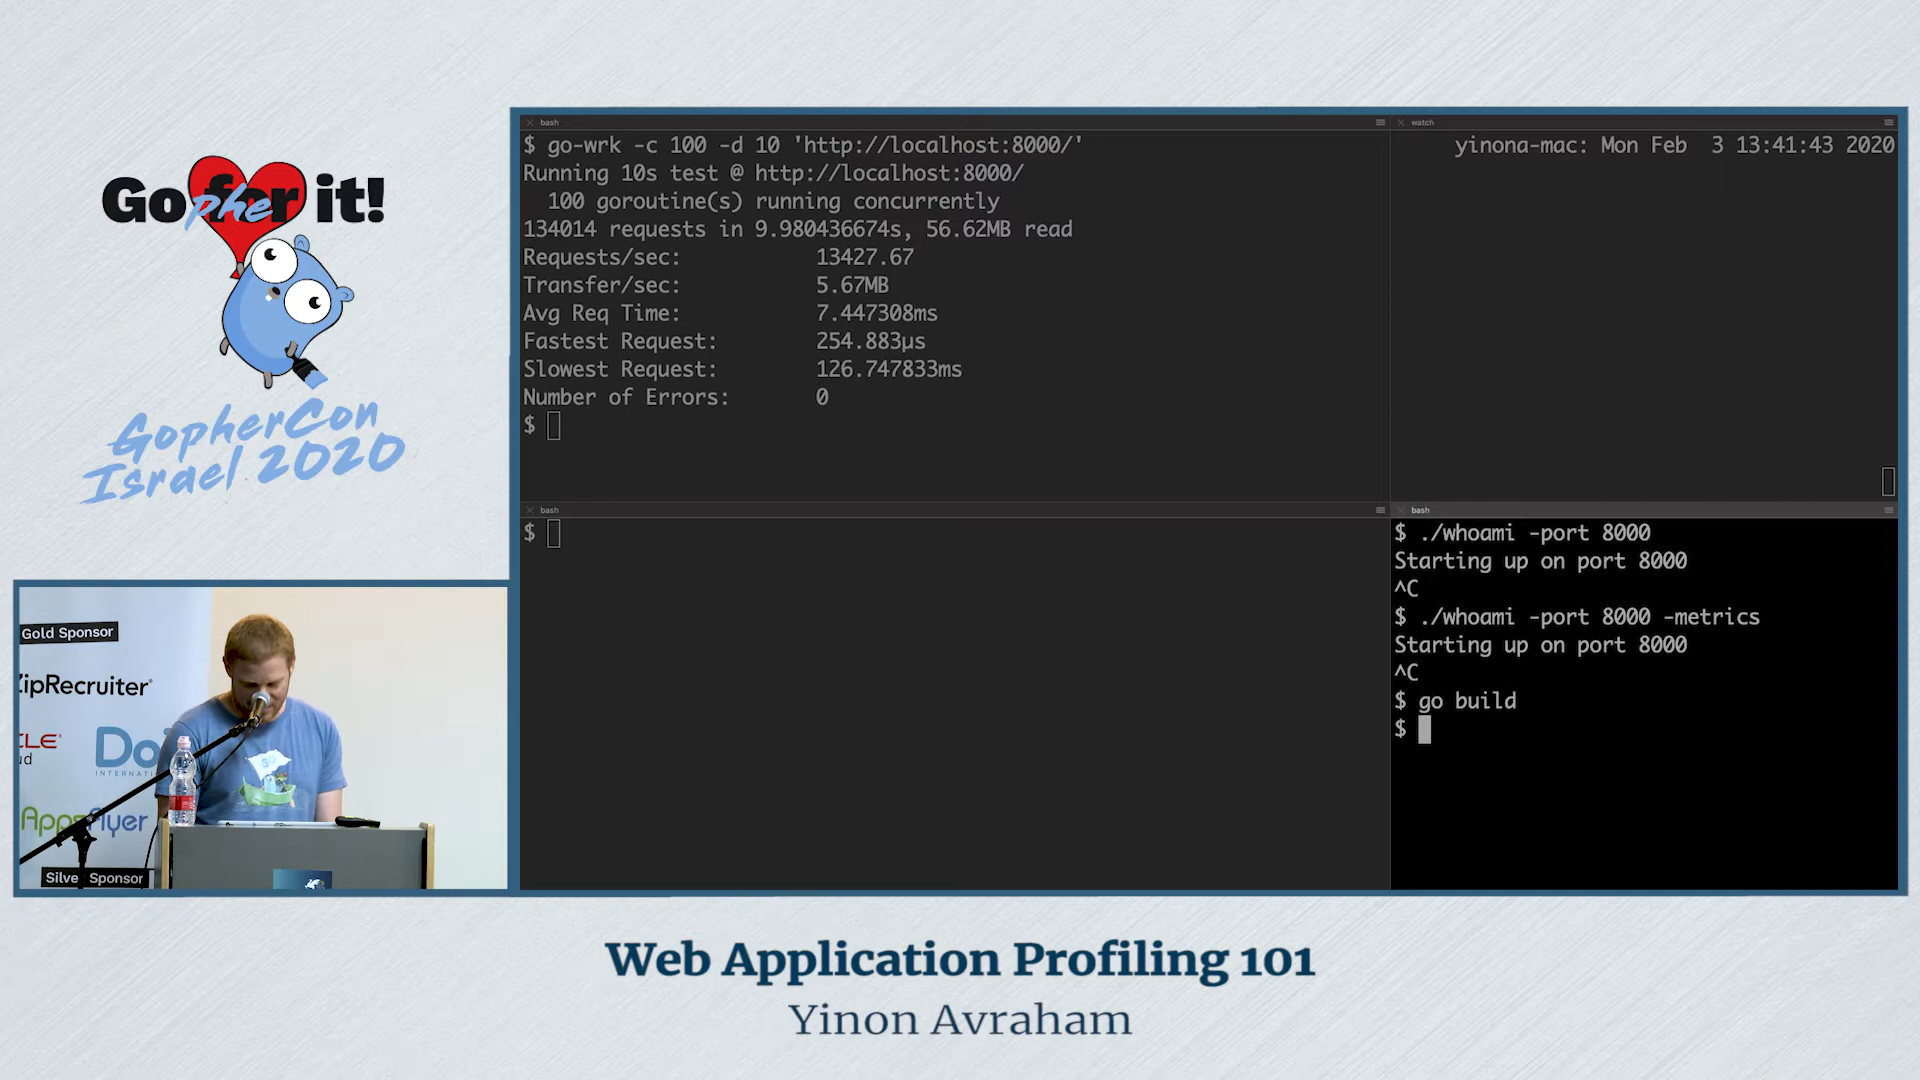 Gopher it!
GopherCon
Israel 2020
bash
$ go-wrk -c 100 -d 10 'http://localhost:8000/'
Running 10s test @ http://localhost:8000/
100 goroutine(s) running concurrently
134014 requests in 9.980436674s, 56.62MB read
Requests/sec: 13427.67
Transfer/sec: 5.67MB
Avg Req Time: 7.447308ms
Fastest Request: 254.883µs
Slowest Request: 126.747833ms
Number of Errors: 0
$
watch
yinona-mac: Mon Feb 3 13:41:43 2020
bash
$
bash
$ ./whoami -port 8000
Starting up on port 8000
^C
$ ./whoami -port 8000 -metrics
Starting up on port 8000
^C
$ go build
$
Gold Sponsor
ZipRecruiter
GO
AppsFlyer
Silver Sponsor
Web Application Profiling 101
Yinon Avraham